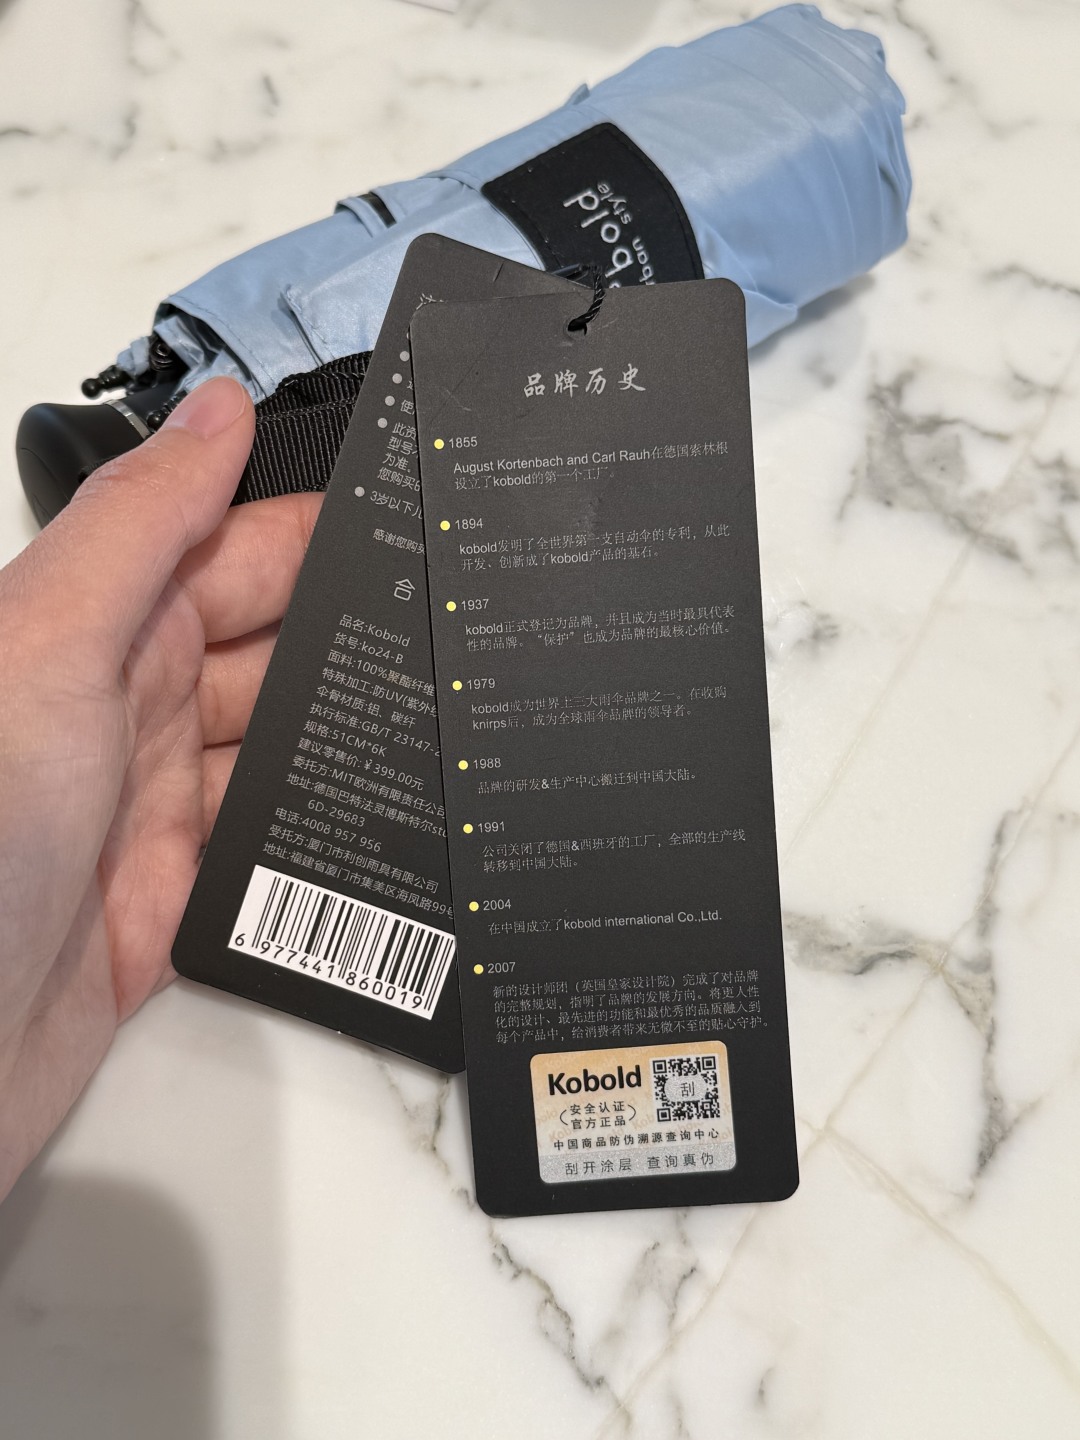 style
品牌历史
1855
August Kortenbach and Carl Rauh在德国索林根
设立了kobold的第一个工厂。
1894
kobold发明了全世界第一支自动伞的专利，从此
开发、创新成了kobold产品的基石。
1937
kobold正式登记为品牌，并且成为当时最具代表
性的品牌。“保护”也成为品牌的最核心价值。
1979
kobold成为世界上三大雨伞品牌之一。在收购
knirps后，成为全球雨伞品牌的领导者。
1988
品牌的研发&生产中心搬迁到中国大陆。
1991
公司关闭了德国&西班牙的工厂，全部的生产线
转移到中国大陆。
2004
在中国成立了kobold international Co.,Ltd.
2007
新的设计师团（英国皇家设计院）完成了对品牌
的完整规划，指明了品牌的发展方向。将更人性
化的设计、最先进的功能和最优秀的品质融入到
每个产品中，给消费者带来无微不至的贴心守护。
Kobold
刮
安全认证
官方正品
中国商品防伪溯源查询中心
刮开涂层 查询真伪
使
此资
型号
为准，
您购买的
3岁以下儿
感谢您购买
合
品名:Kobold
货号:ko24-B
面料:100%聚酯纤维
特殊加工:防UV(紫外
伞骨材质:铝、碳纤
执行标准:GB/T 23147-2
规格:51CM*6K
建议零售价:￥399.00元
委托方:MIT欧洲有限责任公司
地址:德国巴特法灵博斯特尔sto
6D-29683
电话:4008 957 956
受托方:厦门市利创雨具有限公司
地址:福建省厦门市集美区海凤路99号
6 977441 860019